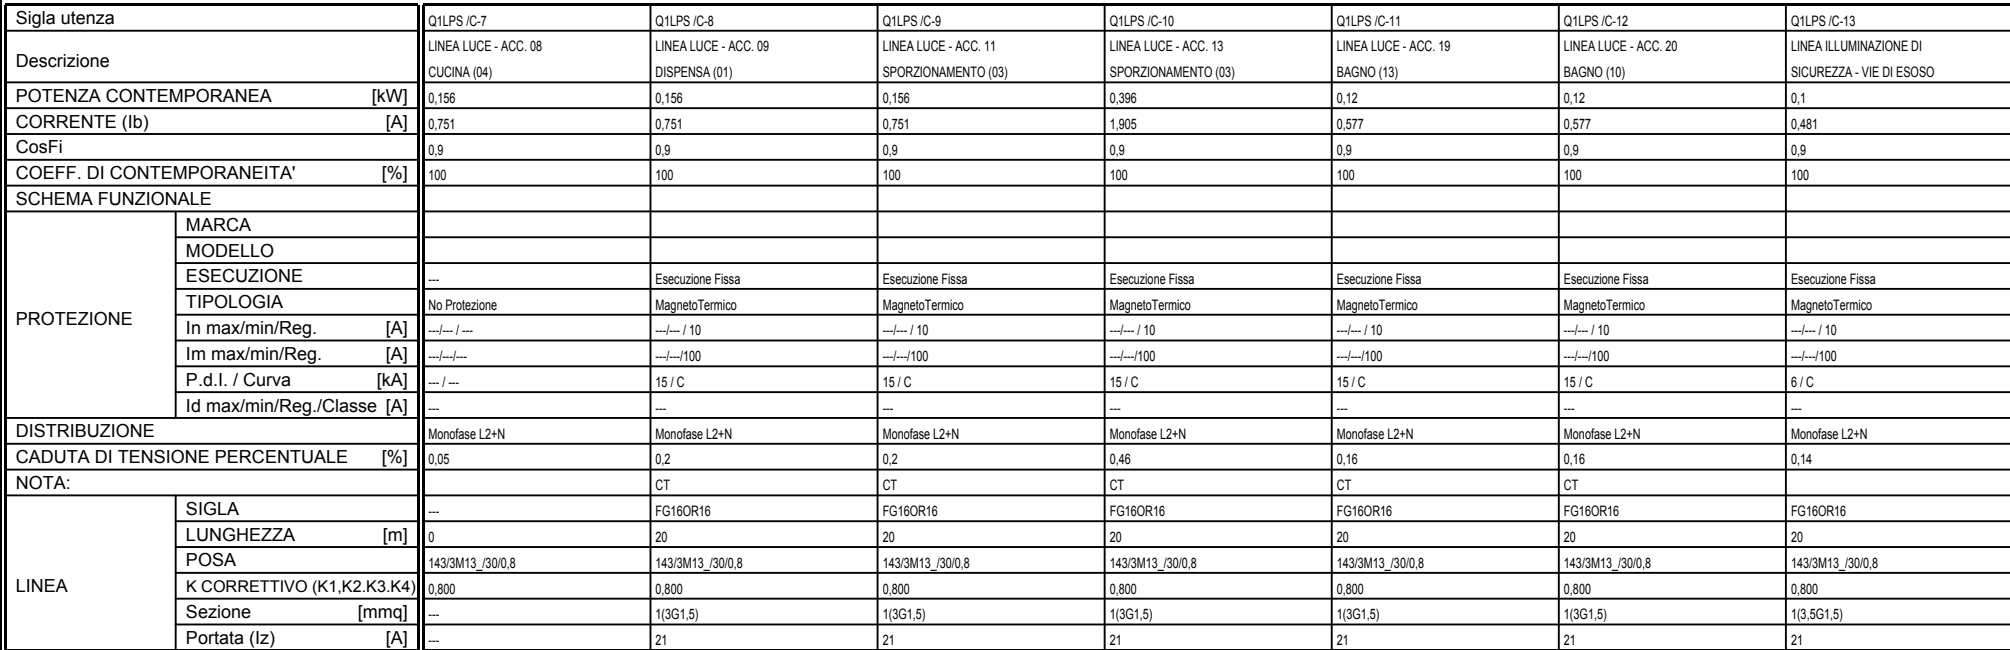 Sigla utenza Q1LPS /C-7 Q1LPS /C-8 Q1LPS /C-9 Q1LPS /C-10 Q1LPS /C-11 Q1LPS /C-12 Q1LPS /C-13
Descrizione LINEA LUCE - ACC. 08 LINEA LUCE - ACC. 09 LINEA LUCE - ACC. 11 LINEA LUCE - ACC. 13 LINEA LUCE - ACC. 19 LINEA LUCE - ACC. 20 LINEA ILLUMINAZIONE DI
CUCINA (04) DISPENSA (01) SPORZIONAMENTO (03) SPORZIONAMENTO (03) BAGNO (13) BAGNO (10) SICUREZZA - VIE DI ESOSO
POTENZA CONTEMPORANEA [kW] 0,156 0,156 0,156 0,396 0,12 0,12 0,1
CORRENTE (Ib) [A] 0,751 0,751 0,751 1,905 0,577 0,577 0,481
CosFi 0,9 0,9 0,9 0,9 0,9 0,9 0,9
COEFF. DI CONTEMPORANEITA' [%] 100 100 100 100 100 100 100
SCHEMA FUNZIONALE
PROTEZIONE
MARCA
MODELLO
ESECUZIONE --- Esecuzione Fissa Esecuzione Fissa Esecuzione Fissa Esecuzione Fissa Esecuzione Fissa Esecuzione Fissa
TIPOLOGIA No Protezione MagnetoTermico MagnetoTermico MagnetoTermico MagnetoTermico MagnetoTermico MagnetoTermico
In max/min/Reg. [A] ---/--- / --- ---/--- / 10 ---/--- / 10 ---/--- / 10 ---/--- / 10 ---/--- / 10 ---/--- / 10
Im max/min/Reg. [A] ---/---/--- ---/---/100 ---/---/100 ---/---/100 ---/---/100 ---/---/100 ---/---/100
P.d.I. / Curva [kA] --- / --- 15 / C 15 / C 15 / C 15 / C 15 / C 6 / C
Id max/min/Reg./Classe [A] --- --- --- --- --- --- ---
DISTRIBUZIONE Monofase L2+N Monofase L2+N Monofase L2+N Monofase L2+N Monofase L2+N Monofase L2+N Monofase L2+N
CADUTA DI TENSIONE PERCENTUALE [%] 0,05 0,2 0,2 0,46 0,16 0,16 0,14
NOTA: CT CT CT CT CT
LINEA
SIGLA --- FG16OR16 FG16OR16 FG16OR16 FG16OR16 FG16OR16 FG16OR16
LUNGHEZZA [m] 0 20 20 20 20 20 20
POSA 143/3M13_/30/0,8 143/3M13_/30/0,8 143/3M13_/30/0,8 143/3M13_/30/0,8 143/3M13_/30/0,8 143/3M13_/30/0,8 143/3M13_/30/0,8
K CORRETTIVO (K1,K2.K3.K4) 0,800 0,800 0,800 0,800 0,800 0,800 0,800
Sezione [mmq] --- 1(3G1,5) 1(3G1,5) 1(3G1,5) 1(3G1,5) 1(3G1,5) 1(3,5G1,5)
Portata (Iz) [A] --- 21 21 21 21 21 21